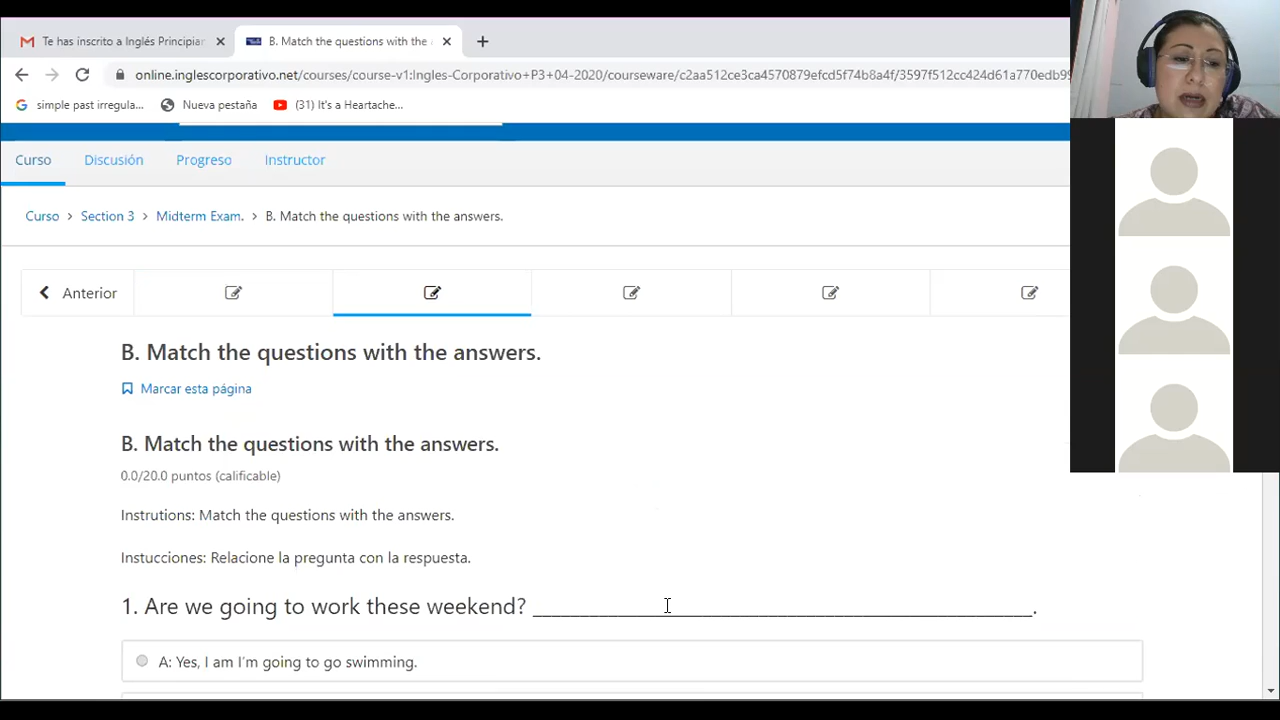 Te has inscrito a Inglés Principian
B. Match the questions with the a
online.inglescorporativo.net/courses/course-v1:Ingles-Corporativo+P3+04-2020/courseware/c2aa512ce3ca4570879efcd5f74b8a4f/3597f512cc424d61a770edb99
simple past irregula...
Nueva pestaña
(31) It's a Heartache...
Curso
Discusión
Progreso
Instructor
Curso > Section 3 > Midterm Exam. > B. Match the questions with the answers.
Anterior
B. Match the questions with the answers.
Marcar esta página
B. Match the questions with the answers.
0.0/20.0 puntos (calificable)
Instrutions: Match the questions with the answers.
Instucciones: Relacione la pregunta con la respuesta.
1. Are we going to work these weekend? ________________________________________.
A: Yes, I am I´m going to go swimming.